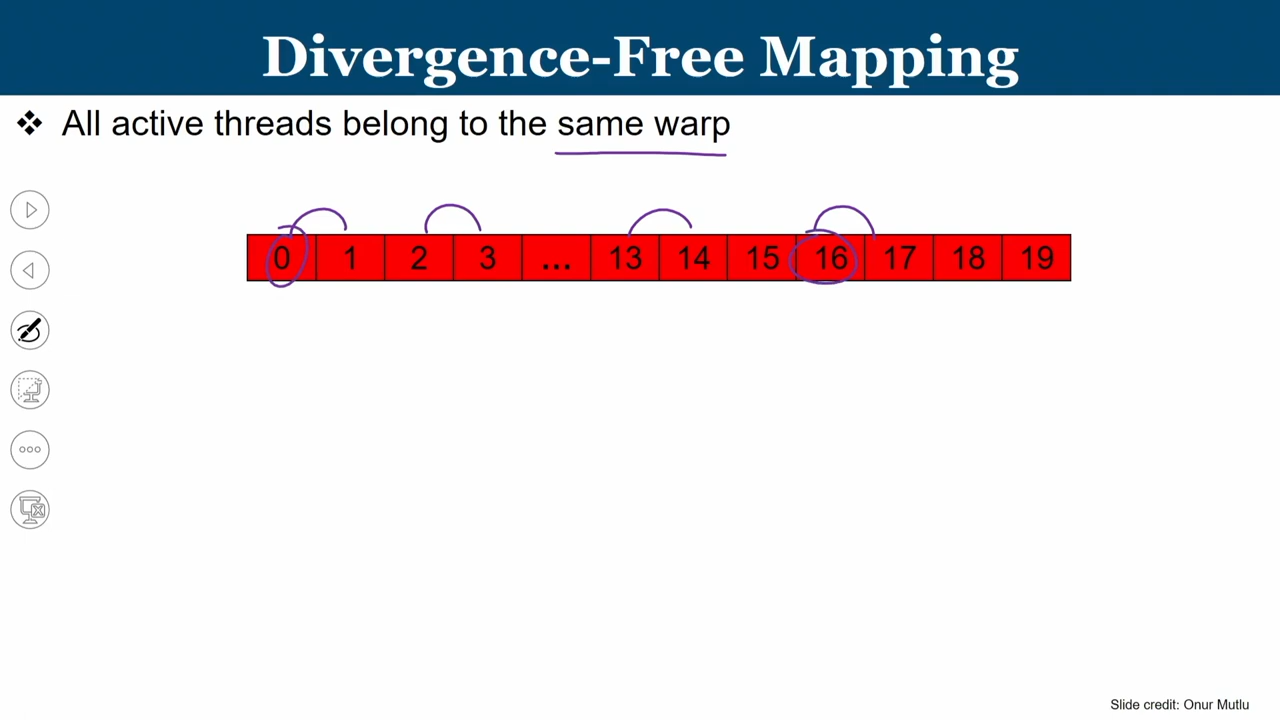 Divergence-Free Mapping
❖ All active threads belong to the same warp
0 1 2 3 ... 13 14 15 16 17 18 19
Slide credit: Onur Mutlu